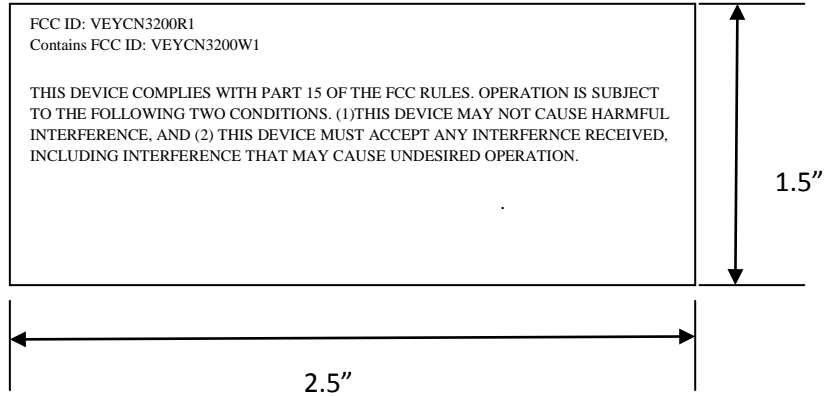 FCC ID: VEYCN3200R1
Contains FCC ID: VEYCN3200W1
THIS DEVICE COMPLIES WITH PART 15 OF THE FCC RULES. OPERATION IS SUBJECT
TO THE FOLLOWING TWO CONDITIONS. (1)THIS DEVICE MAY NOT CAUSE HARMFUL
INTERFERENCE, AND (2) THIS DEVICE MUST ACCEPT ANY INTERFERNCE RECEIVED,
INCLUDING INTERFERENCE THAT MAY CAUSE UNDESIRED OPERATION.
.
1.5”
2.5”